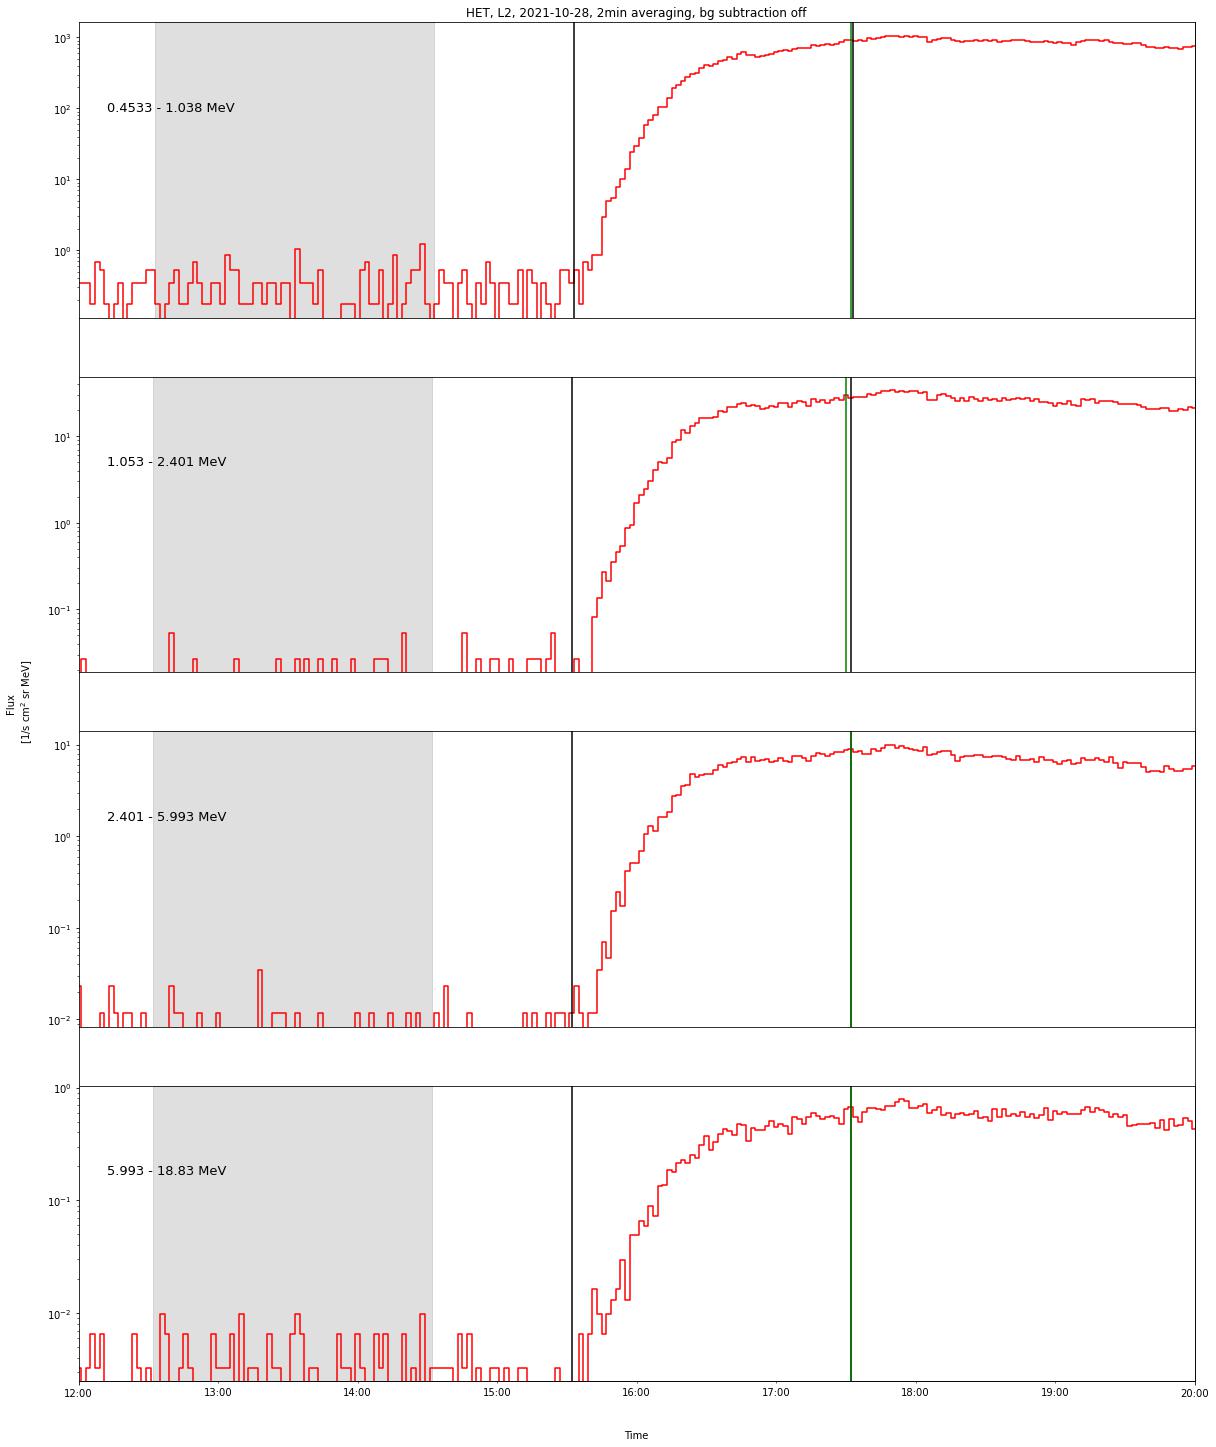 HET, L2, 2021-10-28, 2min averaging, bg subtraction off
10³
10²
10¹
10⁰
0.4533 - 1.038 MeV
10¹
10⁰
10⁻¹
1.053 - 2.401 MeV
Flux
[1/s cm² sr MeV]
10¹
10⁰
10⁻¹
10⁻²
2.401 - 5.993 MeV
10⁰
10⁻¹
10⁻²
5.993 - 18.83 MeV
12:00 13:00 14:00 15:00 16:00 17:00 18:00 19:00 20:00
Time